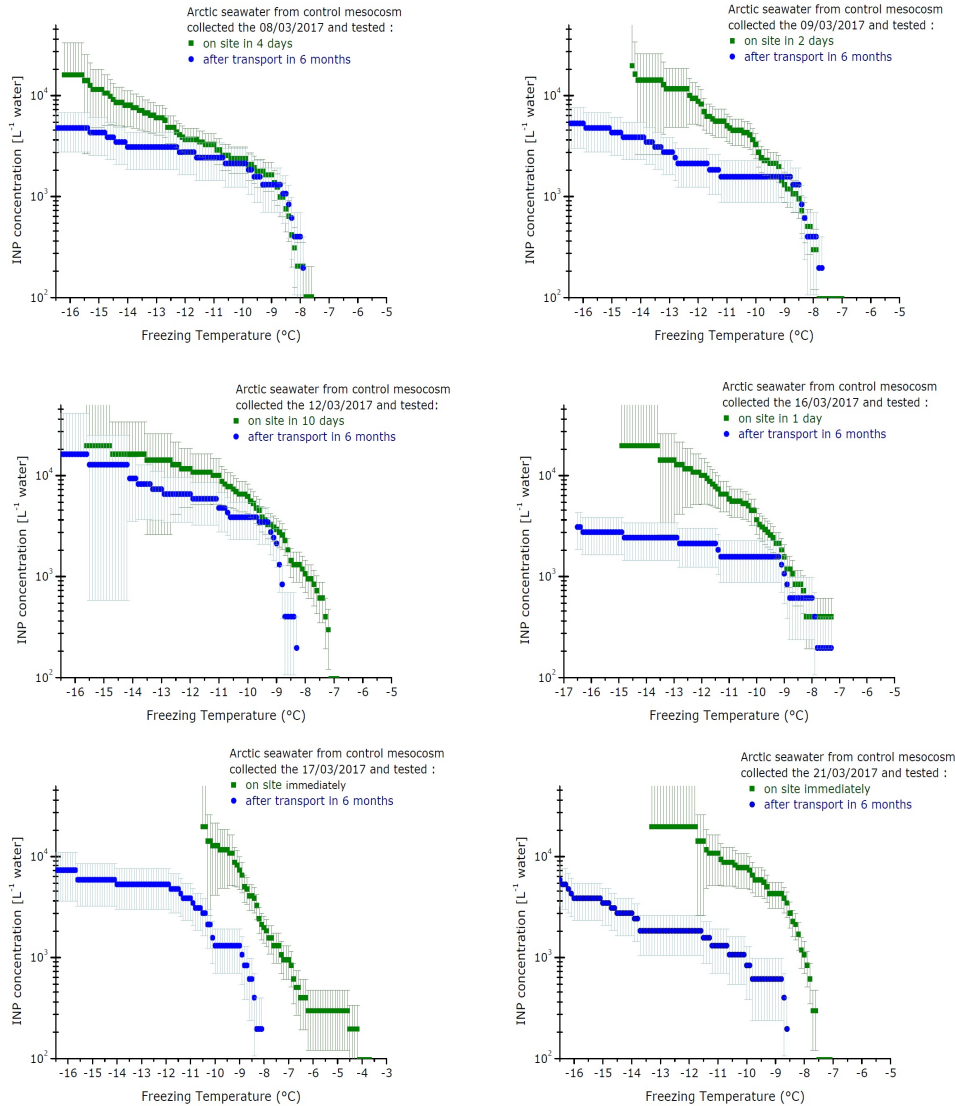 Arctic seawater from control mesocosm
collected the 08/03/2017 and tested :
on site in 4 days
after transport in 6 months
INP concentration [L⁻¹ water]
10⁴
10³
10²
-16 -15 -14 -13 -12 -11 -10 -9 -8 -7 -6 -5
Freezing Temperature (°C)
Arctic seawater from control mesocosm
collected the 09/03/2017 and tested :
on site in 2 days
after transport in 6 months
INP concentration [L⁻¹ water]
10⁴
10³
10²
-16 -15 -14 -13 -12 -11 -10 -9 -8 -7 -6 -5
Freezing Temperature (°C)
Arctic seawater from control mesocosm
collected the 12/03/2017 and tested:
on site in 10 days
after transport in 6 months
INP concentration [L⁻¹ water]
10⁴
10³
10²
-16 -15 -14 -13 -12 -11 -10 -9 -8 -7 -6 -5
Freezing Temperature (°C)
Arctic seawater from control mesocosm
collected the 16/03/2017 and tested :
on site in 1 day
after transport in 6 months
INP concentration [L⁻¹ water]
10⁴
10³
10²
-17 -16 -15 -14 -13 -12 -11 -10 -9 -8 -7 -6 -5
Freezing Temperature (°C)
Arctic seawater from control mesocosm
collected the 17/03/2017 and tested :
on site immediately
after transport in 6 months
INP concentration [L⁻¹ water]
10⁴
10³
10²
-16 -15 -14 -13 -12 -11 -10 -9 -8 -7 -6 -5 -4 -3
Freezing Temperature (°C)
Arctic seawater from control mesocosm
collected the 21/03/2017 and tested :
on site immediately
after transport in 6 months
INP concentration [L⁻¹ water]
10⁴
10³
10²
-16 -15 -14 -13 -12 -11 -10 -9 -8 -7 -6 -5
Freezing Temperature (°C)